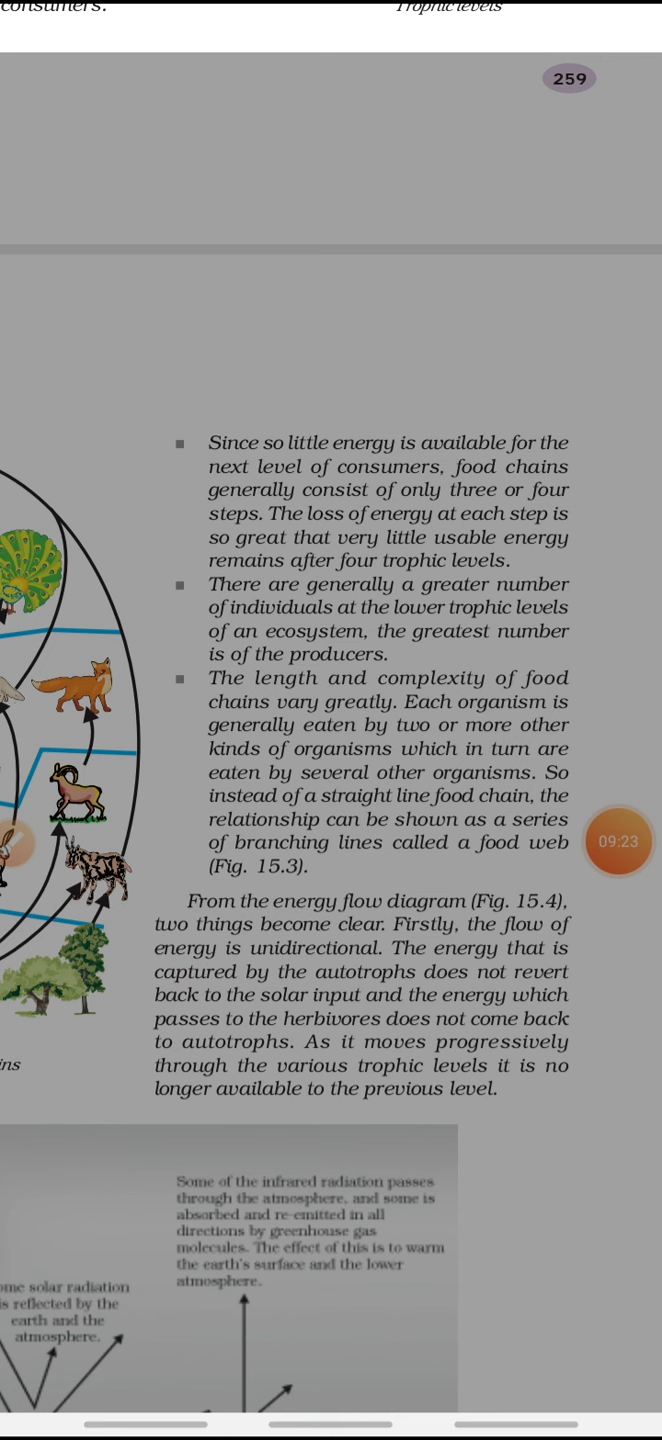 consumers.
Trophic levels
259
Since so little energy is available for the
next level of consumers, food chains
generally consist of only three or four
steps. The loss of energy at each step is
so great that very little usable energy
remains after four trophic levels.
There are generally a greater number
of individuals at the lower trophic levels
of an ecosystem, the greatest number
is of the producers.
The length and complexity of food
chains vary greatly. Each organism is
generally eaten by two or more other
kinds of organisms which in turn are
eaten by several other organisms. So
instead of a straight line food chain, the
relationship can be shown as a series
of branching lines called a food web
(Fig. 15.3).
09:23
From the energy flow diagram (Fig. 15.4),
two things become clear. Firstly, the flow of
energy is unidirectional. The energy that is
captured by the autotrophs does not revert
back to the solar input and the energy which
passes to the herbivores does not come back
to autotrophs. As it moves progressively
through the various trophic levels it is no
longer available to the previous level.
ins
Some of the infrared radiation passes
through the atmosphere, and some is
absorbed and re-emitted in all
directions by greenhouse gas
molecules. The effect of this is to warm
the earth's surface and the lower
atmosphere.
ome solar radiation
is reflected by the
earth and the
atmosphere.